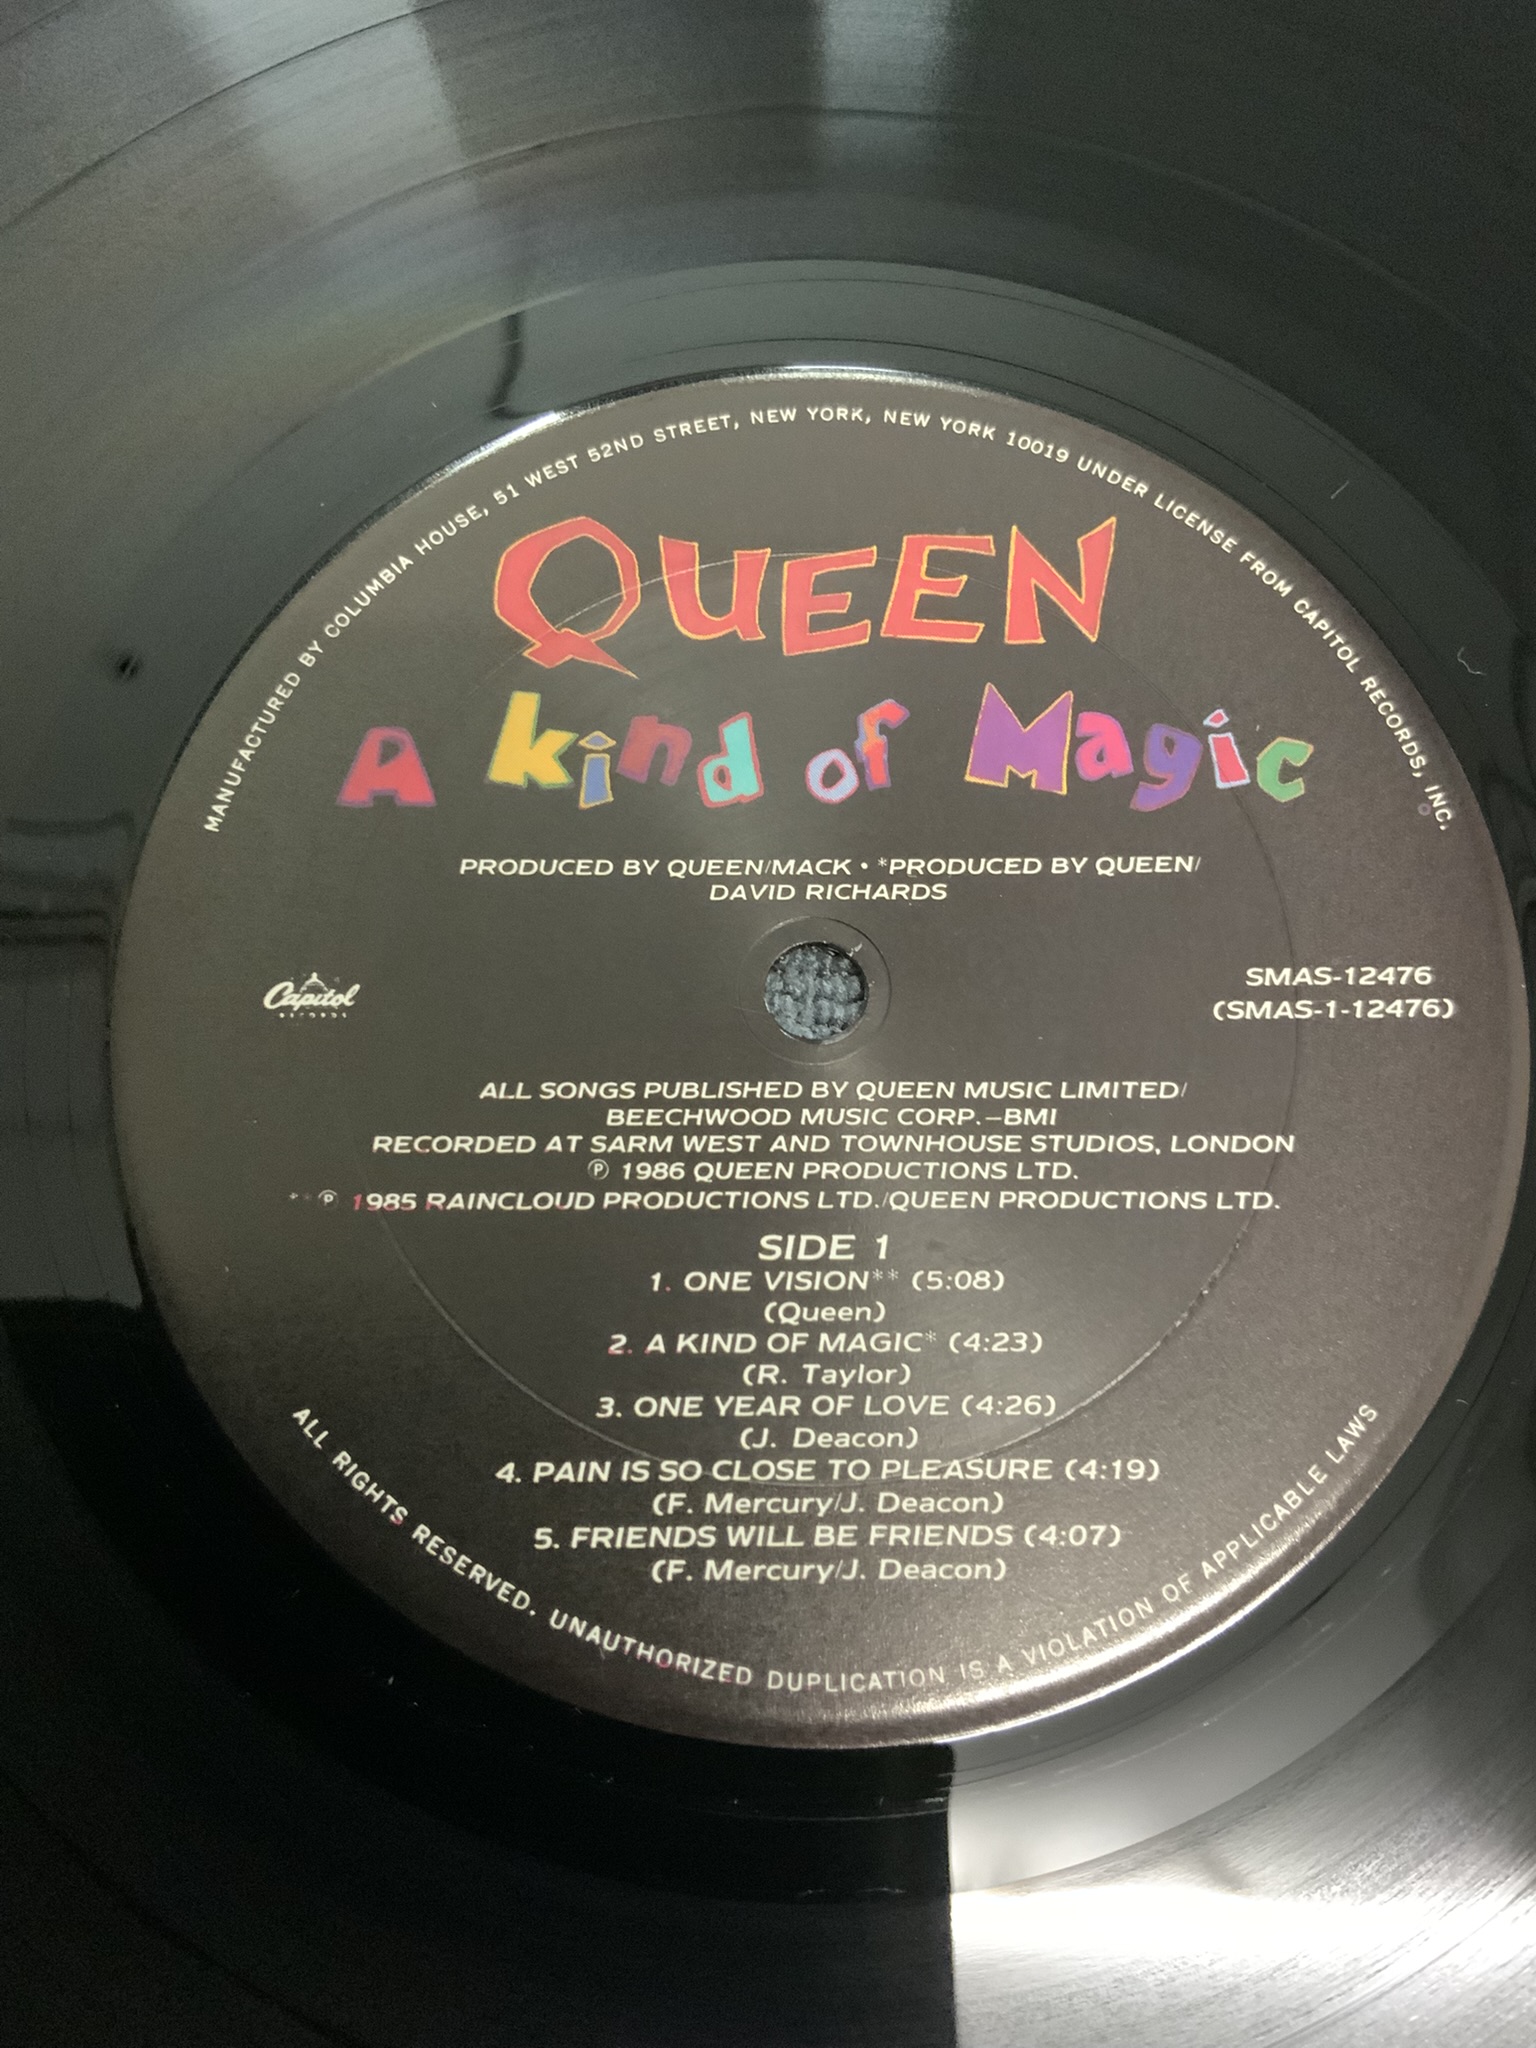 MANUFACTURED BY COLUMBIA HOUSE, 51 WEST 52ND STREET, NEW YORK, NEW YORK 10019 UNDER LICENSE FROM CAPITOL RECORDS, INC.
QUEEN
A kind of Magic
PRODUCED BY QUEEN/MACK • *PRODUCED BY QUEEN/
DAVID RICHARDS
Capitol
RECORDS
SMAS-12476
(SMAS-1-12476)
ALL SONGS PUBLISHED BY QUEEN MUSIC LIMITED/
BEECHWOOD MUSIC CORP.–BMI
RECORDED AT SARM WEST AND TOWNHOUSE STUDIOS, LONDON
℗ 1986 QUEEN PRODUCTIONS LTD.
**℗ 1985 RAINCLOUD PRODUCTIONS LTD./QUEEN PRODUCTIONS LTD.
SIDE 1
1. ONE VISION** (5:08)
(Queen)
2. A KIND OF MAGIC* (4:23)
(R. Taylor)
3. ONE YEAR OF LOVE (4:26)
(J. Deacon)
4. PAIN IS SO CLOSE TO PLEASURE (4:19)
(F. Mercury/J. Deacon)
5. FRIENDS WILL BE FRIENDS (4:07)
(F. Mercury/J. Deacon)
ALL RIGHTS RESERVED. UNAUTHORIZED DUPLICATION IS A VIOLATION OF APPLICABLE LAWS